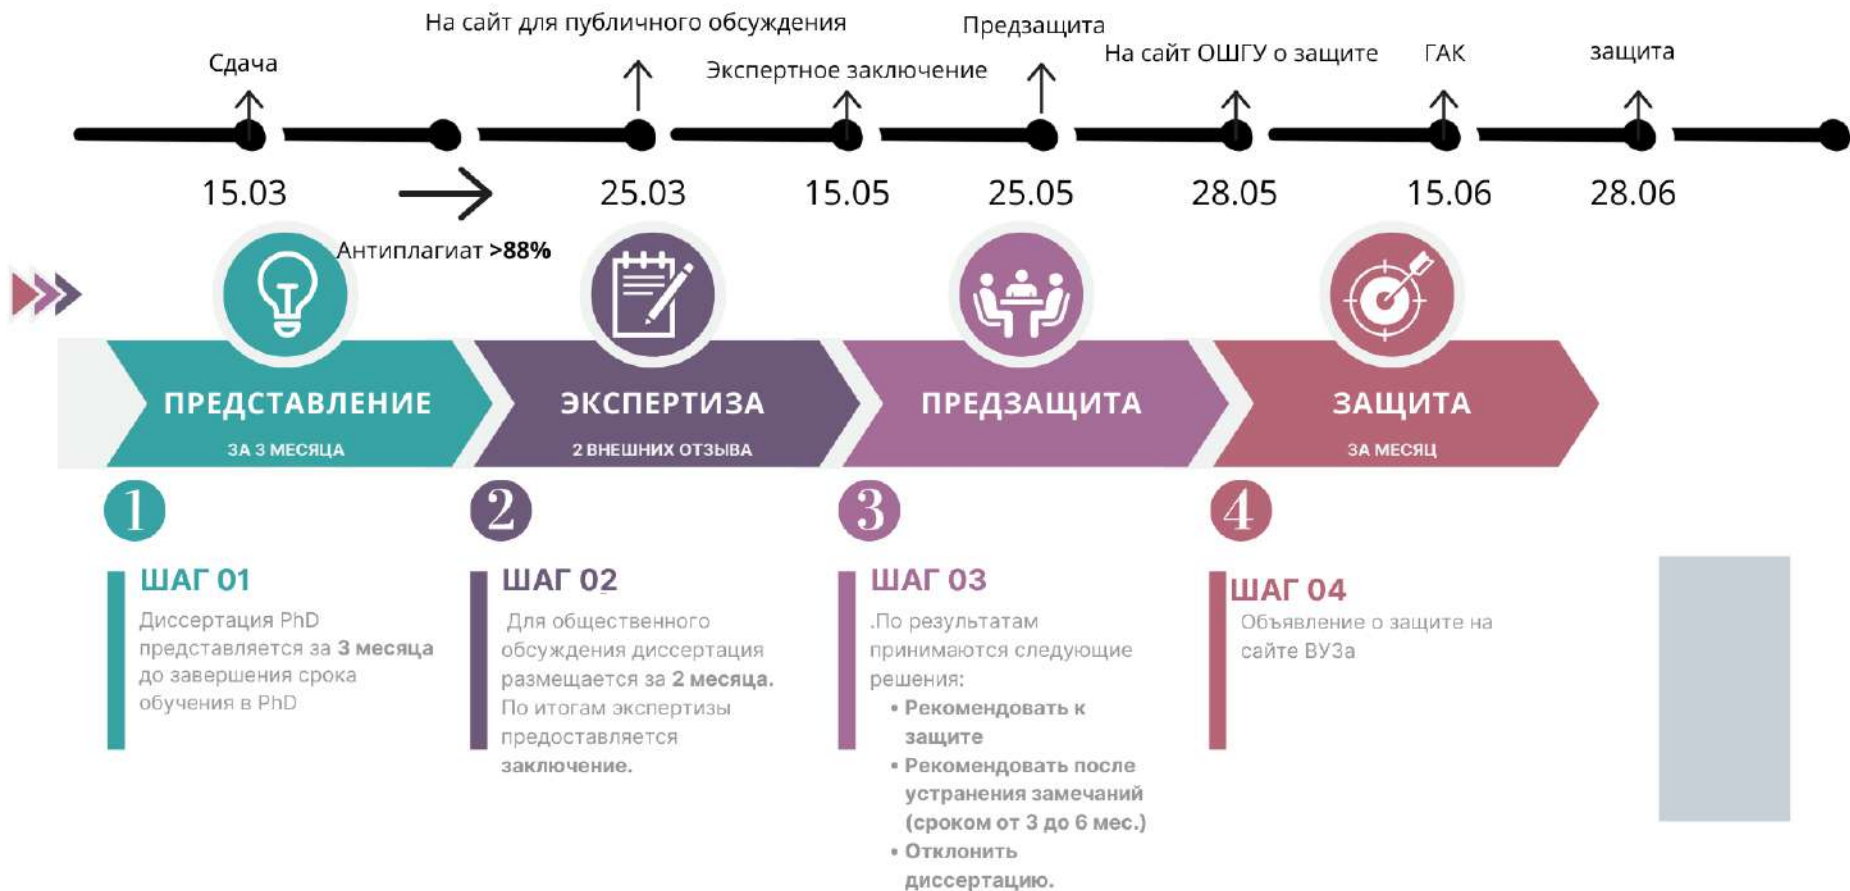 На сайт для публичного обсуждения
Предзащита
Сдача
Экспертное заключение
На сайт ОШГУ о защите
ГАК
защита
15.03
25.03
15.05
25.05
28.05
15.06
28.06
Антиплагиат >88%
ПРЕДСТАВЛЕНИЕ
ЗА 3 МЕСЯЦА
ЭКСПЕРТИЗА
2 ВНЕШНИХ ОТЗЫВА
ПРЕДЗАЩИТА
ЗАЩИТА
ЗА МЕСЯЦ
1
ШАГ 01
Диссертация PhD
представляется за 3 месяца
до завершения срока
обучения в PhD
2
ШАГ 02
Для общественного
обсуждения диссертация
размещается за 2 месяца.
По итогам экспертизы
предоставляется
заключение.
3
ШАГ 03
.По результатам
принимаются следующие
решения:
• Рекомендовать к
защите
• Рекомендовать после
устранения замечаний
(сроком от 3 до 6 мес.)
• Отклонить
диссертацию.
4
ШАГ 04
Объявление о защите на
сайте ВУЗа